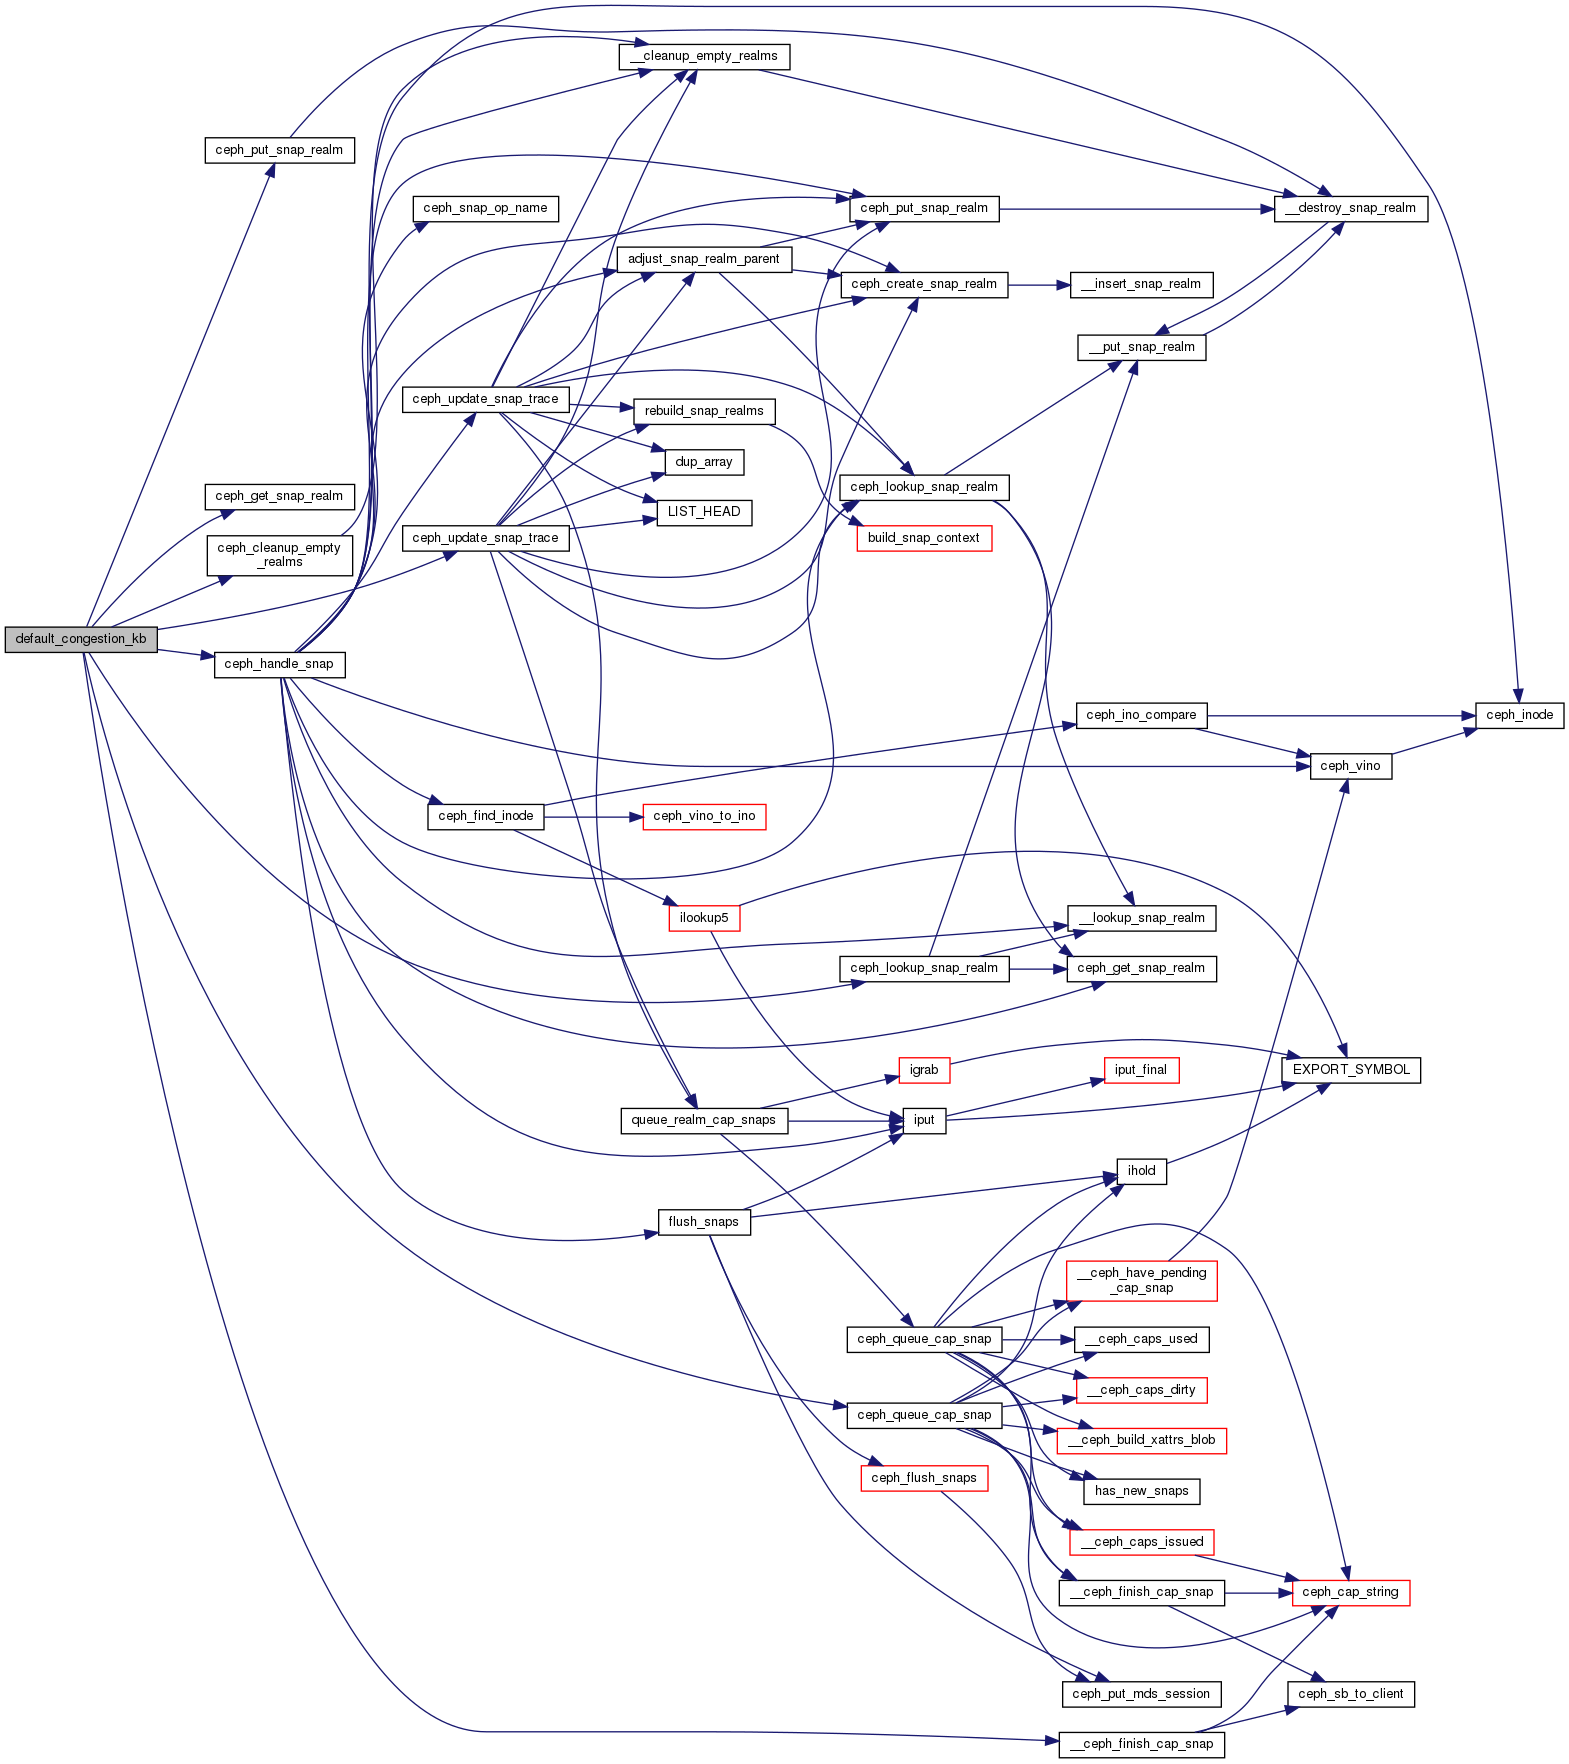 __cleanup_empty_realms
ceph_put_snap_realm
ceph_snap_op_name
ceph_put_snap_realm
__destroy_snap_realm
adjust_snap_realm_parent
ceph_create_snap_realm
__insert_snap_realm
__put_snap_realm
ceph_update_snap_trace
rebuild_snap_realms
dup_array
ceph_get_snap_realm
ceph_lookup_snap_realm
LIST_HEAD
ceph_update_snap_trace
build_snap_context
ceph_cleanup_empty
_realms
default_congestion_kb
ceph_handle_snap
ceph_ino_compare
ceph_inode
ceph_vino
ceph_find_inode
ceph_vino_to_ino
ilookup5
__lookup_snap_realm
ceph_lookup_snap_realm
ceph_get_snap_realm
igrab
iput_final
EXPORT_SYMBOL
queue_realm_cap_snaps
iput
ihold
flush_snaps
__ceph_have_pending
_cap_snap
ceph_queue_cap_snap
__ceph_caps_used
__ceph_caps_dirty
ceph_queue_cap_snap
__ceph_build_xattrs_blob
ceph_flush_snaps
has_new_snaps
__ceph_caps_issued
__ceph_finish_cap_snap
ceph_cap_string
ceph_put_mds_session
ceph_sb_to_client
__ceph_finish_cap_snap